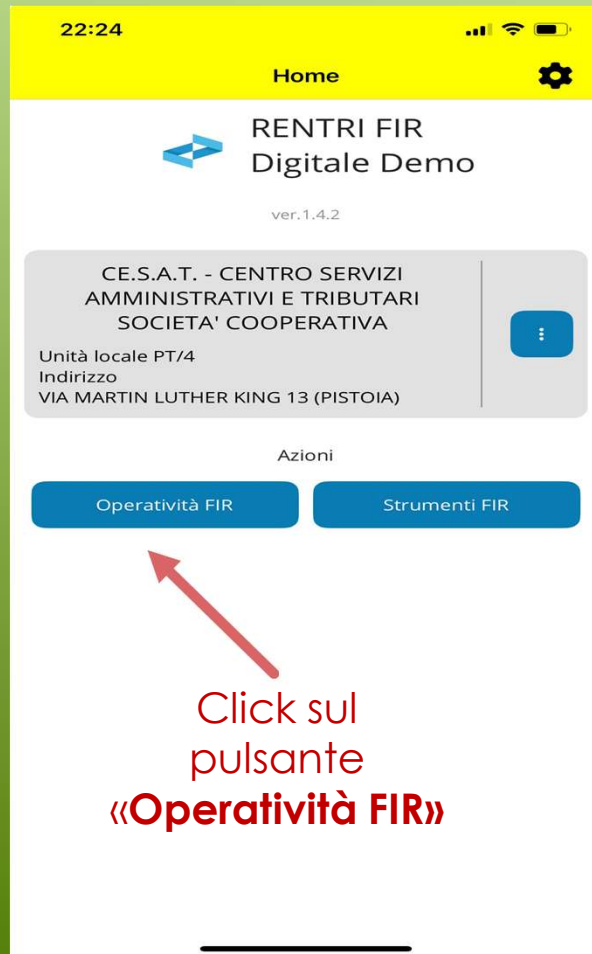 22:24
Home
RENTRI FIR
Digitale Demo
ver.1.4.2
CE.S.A.T. - CENTRO SERVIZI
AMMINISTRATIVI E TRIBUTARI
SOCIETA' COOPERATIVA
Unità locale PT/4
Indirizzo
VIA MARTIN LUTHER KING 13 (PISTOIA)
Azioni
Operatività FIR
Strumenti FIR
Click sul
pulsante
«Operatività FIR»